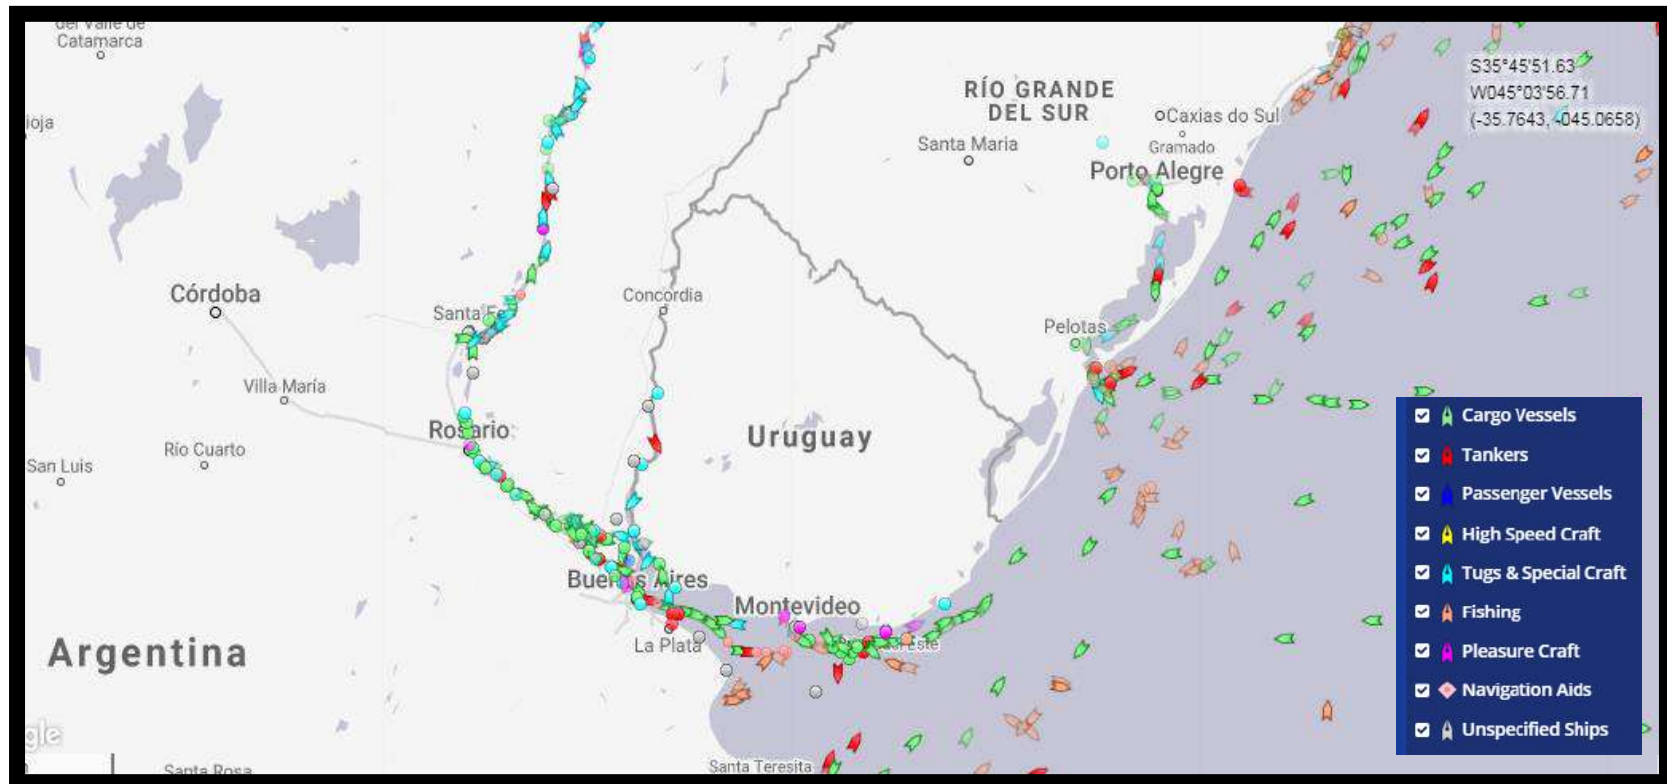 del Valle de
Catamarca
ioja
Córdoba
Villa María
Río Cuarto
San Luis
Argentina
gle
Santa Rosa
Santa Fe
Concordia
Rosario
Buenos Aires
La Plata
Montevideo
Uruguay
Santa Teresita
RÍO GRANDE
DEL SUR
Santa Maria
Caxias do Sul
Gramado
Porto Alegre
Pelotas
S35°45'51.63
W045°03'56.71
(-35.7643, -045.0658)
Cargo Vessels
Tankers
Passenger Vessels
High Speed Craft
Tugs & Special Craft
Fishing
Pleasure Craft
Navigation Aids
Unspecified Ships